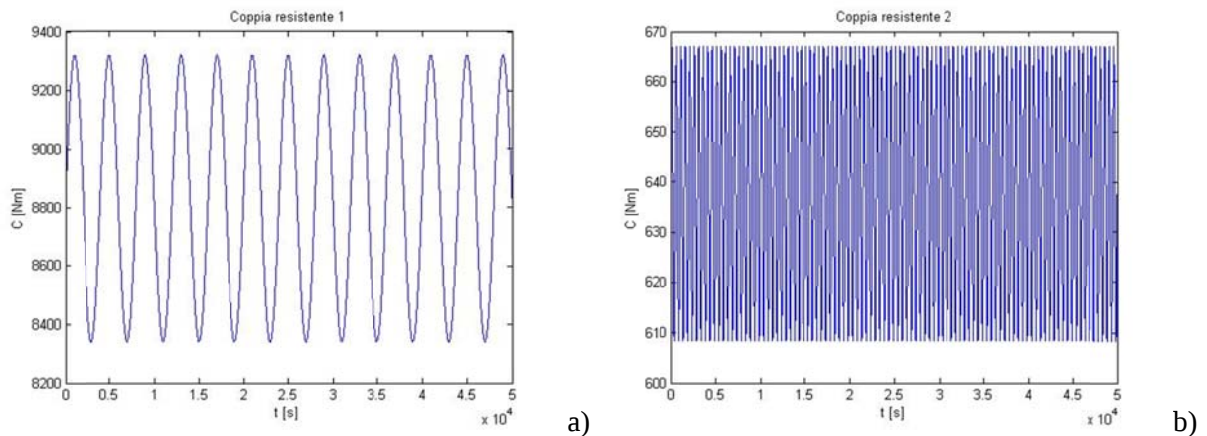 Coppia resistente 1
9400
9200
9000
8800
8600
8400
8200
C [Nm]
0 0.5 1 1.5 2 2.5 3 3.5 4 4.5 5
t [s]
x 10^4
a)
Coppia resistente 2
670
660
650
640
630
620
610
600
C [Nm]
0 0.5 1 1.5 2 2.5 3 3.5 4 4.5 5
t [s]
x 10^4
b)